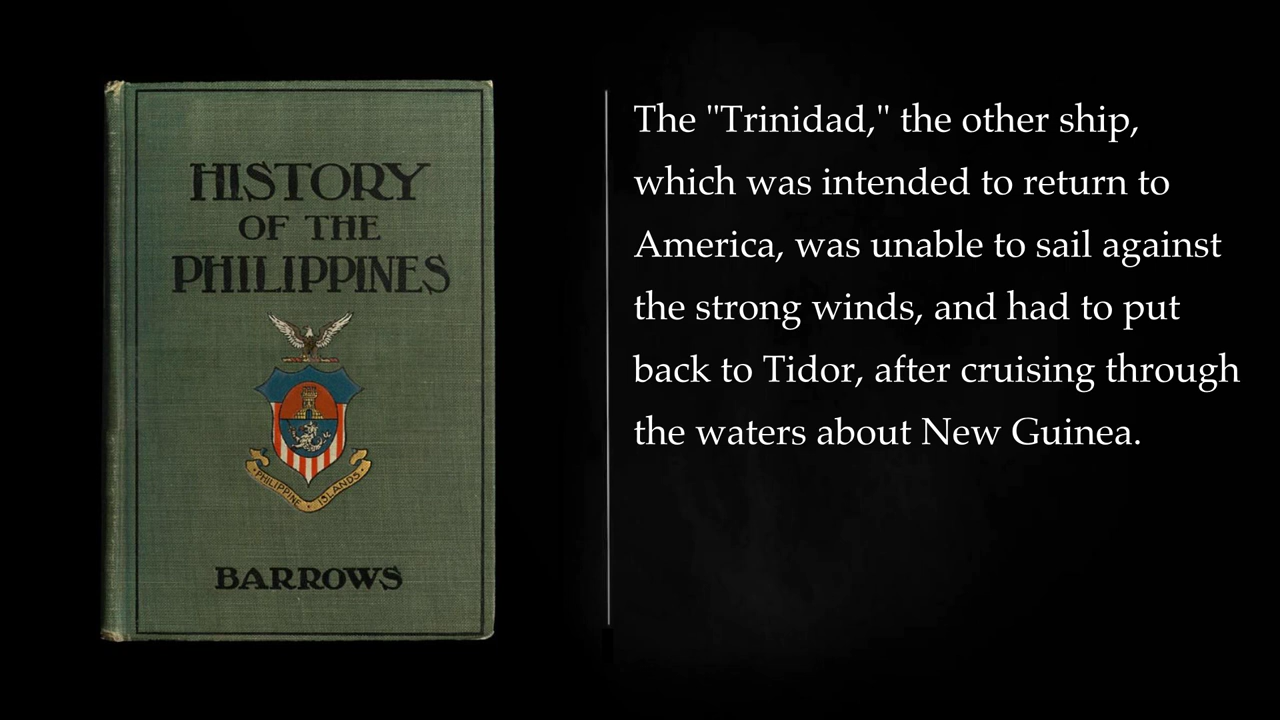 HISTORY
OF THE
PHILIPPINES
PHILIPPINE ISLANDS
BARROWS
The "Trinidad," the other ship,
which was intended to return to
America, was unable to sail against
the strong winds, and had to put
back to Tidor, after cruising through
the waters about New Guinea.